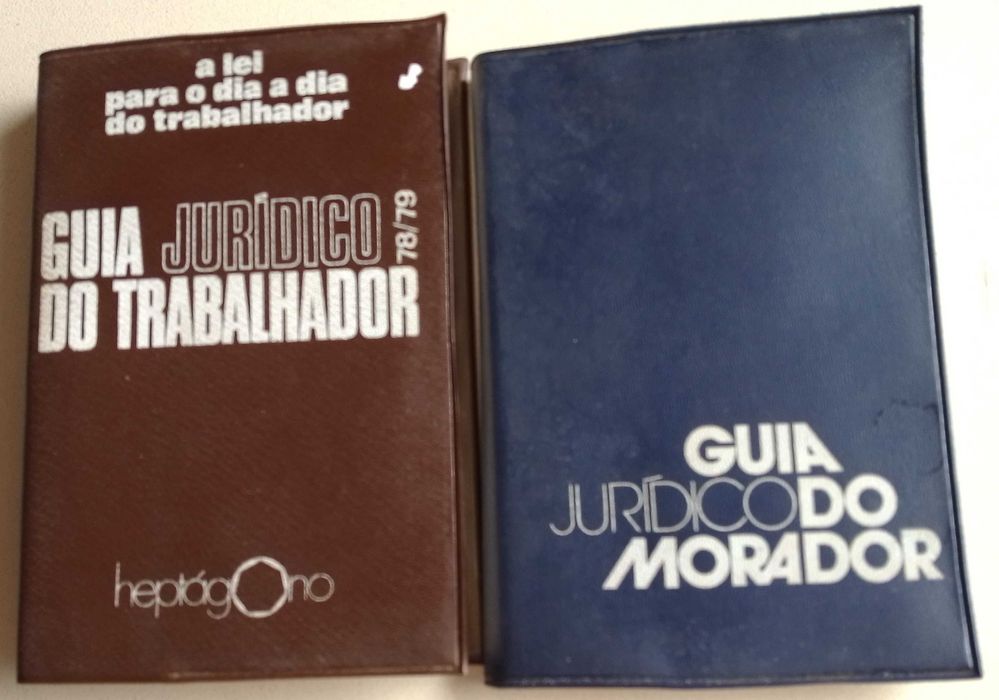 a lei
para o dia a dia
do trabalhador
GUIA JURÍDICO 78/79
DO TRABALHADOR
heptágono
GUIA
JURÍDICO DO
MORADOR